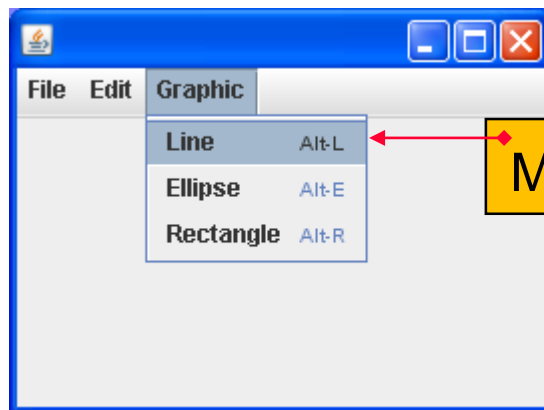 File Edit Graphic
Line Alt-L
Ellipse Alt-E
Rectangle Alt-R